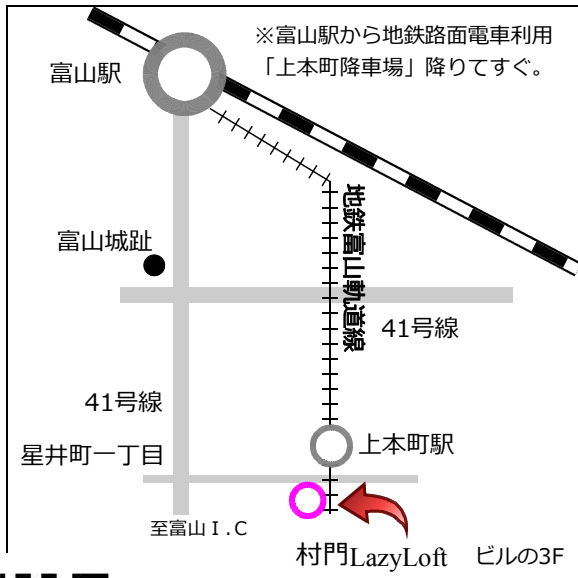 ※富山駅から地鉄路面電車利用
「上本町降車場」降りてすぐ。
富山駅
地鉄富山軌道線
富山城趾
41号線
41号線
星井町一丁目
上本町駅
至富山Ⅰ.C
村門LazyLoft ビルの3F